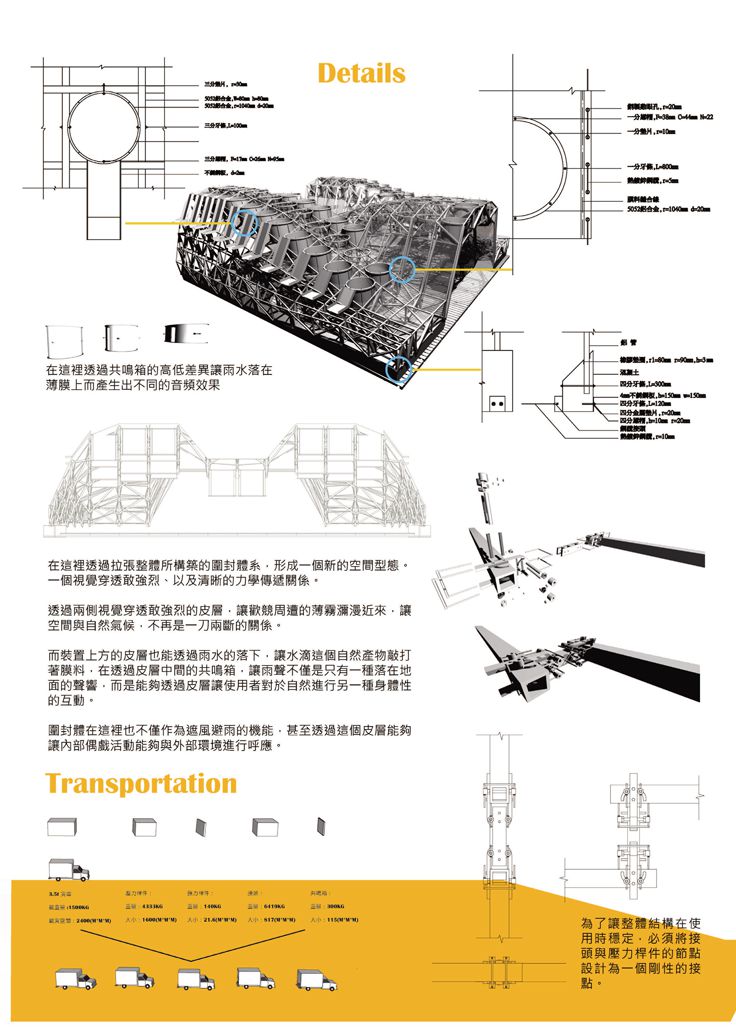 Details
三分墊片, r=30mm
5052鋁合金,W=80mm h=80mm
5052鋁合金,r=1040mm d=20mm
三分牙條,L=100mm
三分螺帽, P=17mm O=26mm N=95mm
不銹鋼板, d=2mm
銅製雞眼孔,r=20mm
一分螺帽,P=38mm O=44mm N=22
一分墊片,r=10mm
一分牙條,L=800mm
熱鍍鋅鋼纜,r=5mm
膜料縫合線
5052鋁合金,r=1040mm d=20mm
在這裡透過共鳴箱的高低差異讓雨水落在
薄膜上而產生出不同的音頻效果
鋁 管
橡膠墊圈,r1=80mm r=90mm,h=5mm
混凝土
四分牙條,L=300mm
4mm不銹鋼板,h=150mm w=150mm
四分牙條,L=120mm
四分金屬墊片,r=20mm
四分螺帽,h=10mm r=20mm
鋼纜接頭
熱鍍鋅鋼纜,r=10mm
在這裡透過拉張整體所構築的圍封體系，形成一個新的空間型態。
一個視覺穿透敢強烈、以及清晰的力學傳遞關係。
透過兩側視覺穿透敢強烈的皮層，讓歡競周遭的薄霧瀰漫近來，讓
空間與自然氣候，不再是一刀兩斷的關係。
而裝置上方的皮層也能透過雨水的落下，讓水滴這個自然產物敲打
著膜料，在透過皮層中間的共鳴箱，讓雨聲不僅是只有一種落在地
面的聲響，而是能夠透過皮層讓使用者對於自然進行另一種身體性
的互動。
圍封體在這裡也不僅作為遮風避雨的機能，甚至透過這個皮層能夠
讓內部偶戲活動能夠與外部環境進行呼應。
Transportation
3.5t 貨車
載重量 :1500KG
載貨空間 : 2400(M*M*M)
壓力桿件 :
重量 : 4333KG
大小 : 1600(M*M*M)
張力桿件 :
重量 : 140KG
大小 : 21.6(M*M*M)
接頭 :
重量 : 6419KG
大小 : 817(M*M*M)
共鳴箱 :
重量 : 300KG
大小 : 115(M*M*M)
為了讓整體結構在使
用時穩定，必須將接
頭與壓力桿件的節點
設計為一個剛性的接
點。